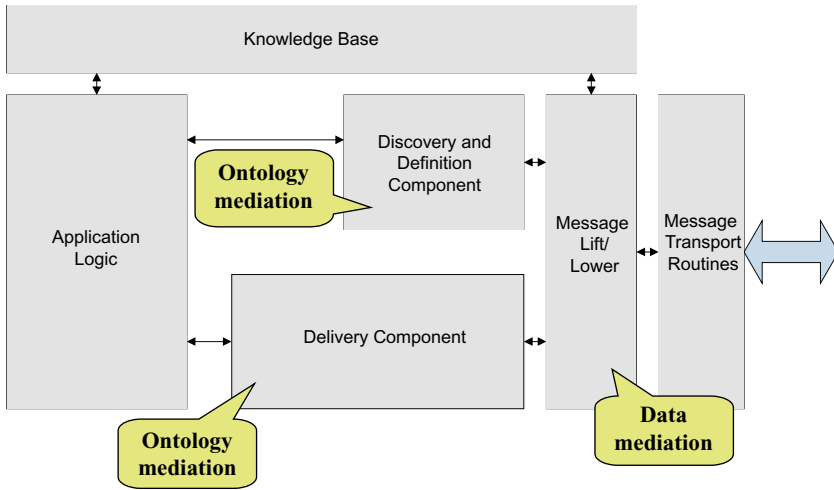 Knowledge Base
Discovery and
Definition
Component
Ontology
mediation
Application
Logic
Message
Lift/
Lower
Message
Transport
Routines
Delivery Component
Ontology
mediation
Data
mediation